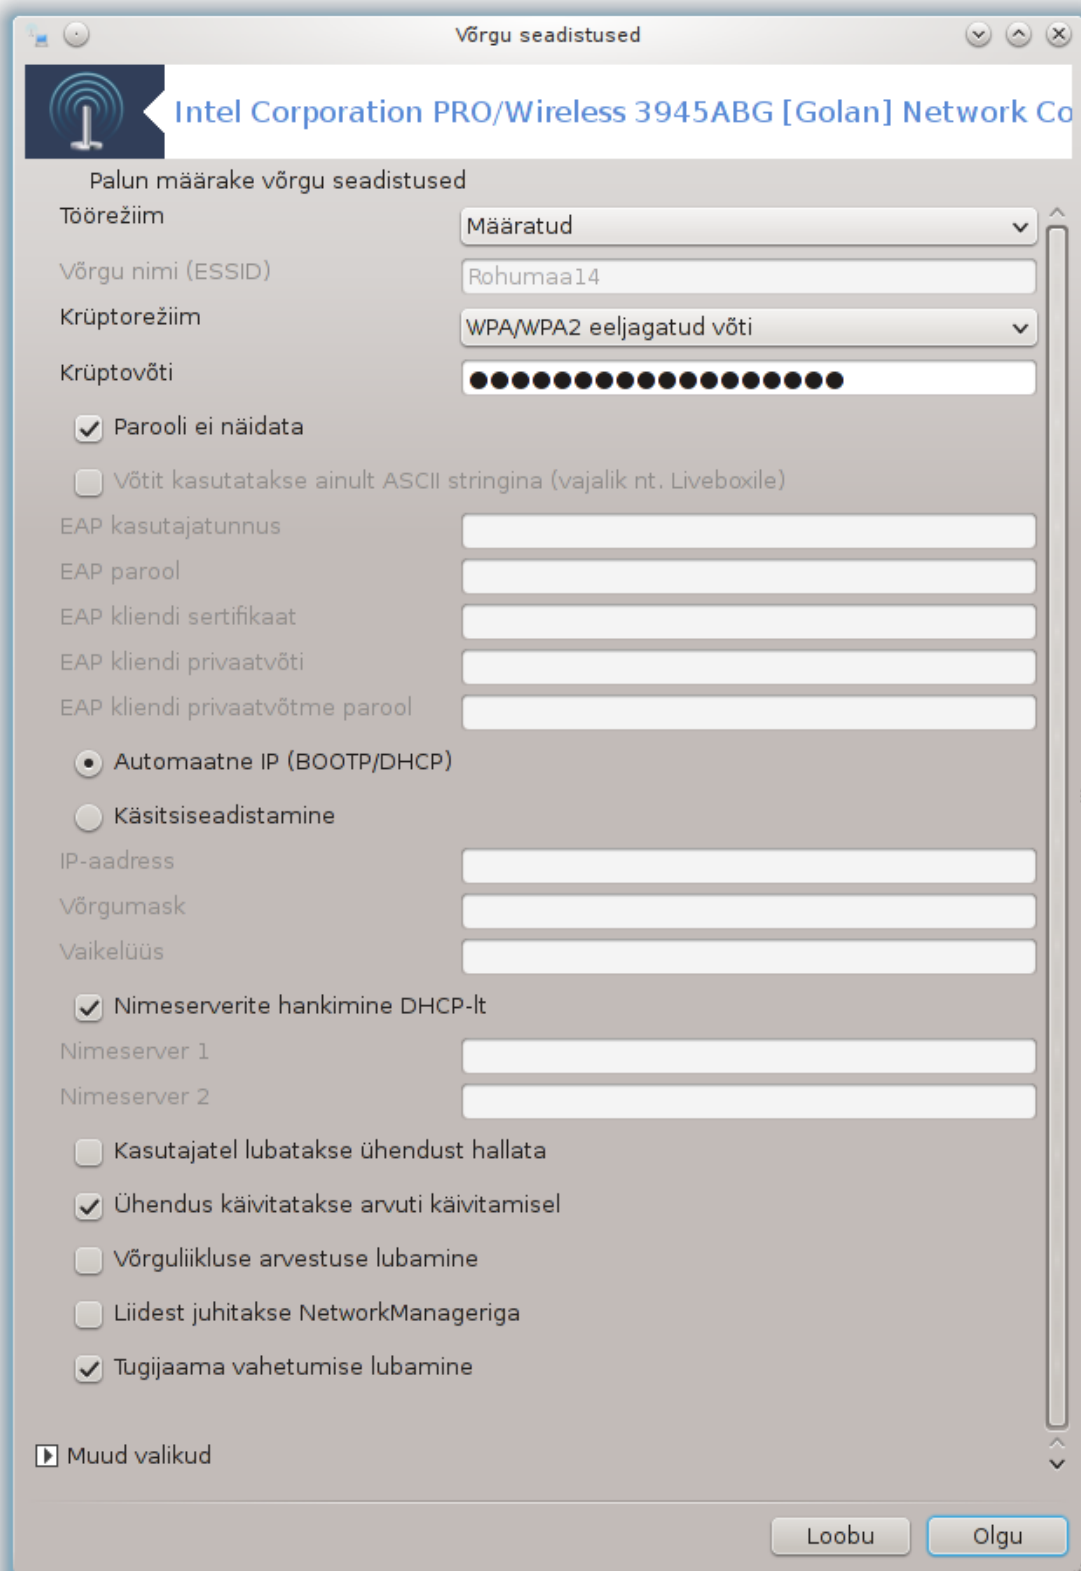 Võrgu seadistused
Intel Corporation PRO/Wireless 3945ABG [Golan] Network Co
Palun määrake võrgu seadistused
Töörežiim
Määratud
Võrgu nimi (ESSID)
Rohumaa14
Krüptorežiim
WPA/WPA2 eeljagatud võti
Krüptovõti
●●●●●●●●●●●●●●●●●●
Parooli ei näidata
Võtit kasutatakse ainult ASCII stringina (vajalik nt. Liveboxile)
EAP kasutajatunnus
EAP parool
EAP kliendi sertifikaat
EAP kliendi privaatvõti
EAP kliendi privaatvõtme parool
Automaatne IP (BOOTP/DHCP)
Käsitsiseadistamine
IP-aadress
Võrgumask
Vaikelüüs
Nimeserverite hankimine DHCP-lt
Nimeserver 1
Nimeserver 2
Kasutajatel lubatakse ühendust hallata
Ühendus käivitatakse arvuti käivitamisel
Võrguliikluse arvestuse lubamine
Liidest juhitakse NetworkManageriga
Tugijaama vahetumise lubamine
Muud valikud
Loobu
Olgu